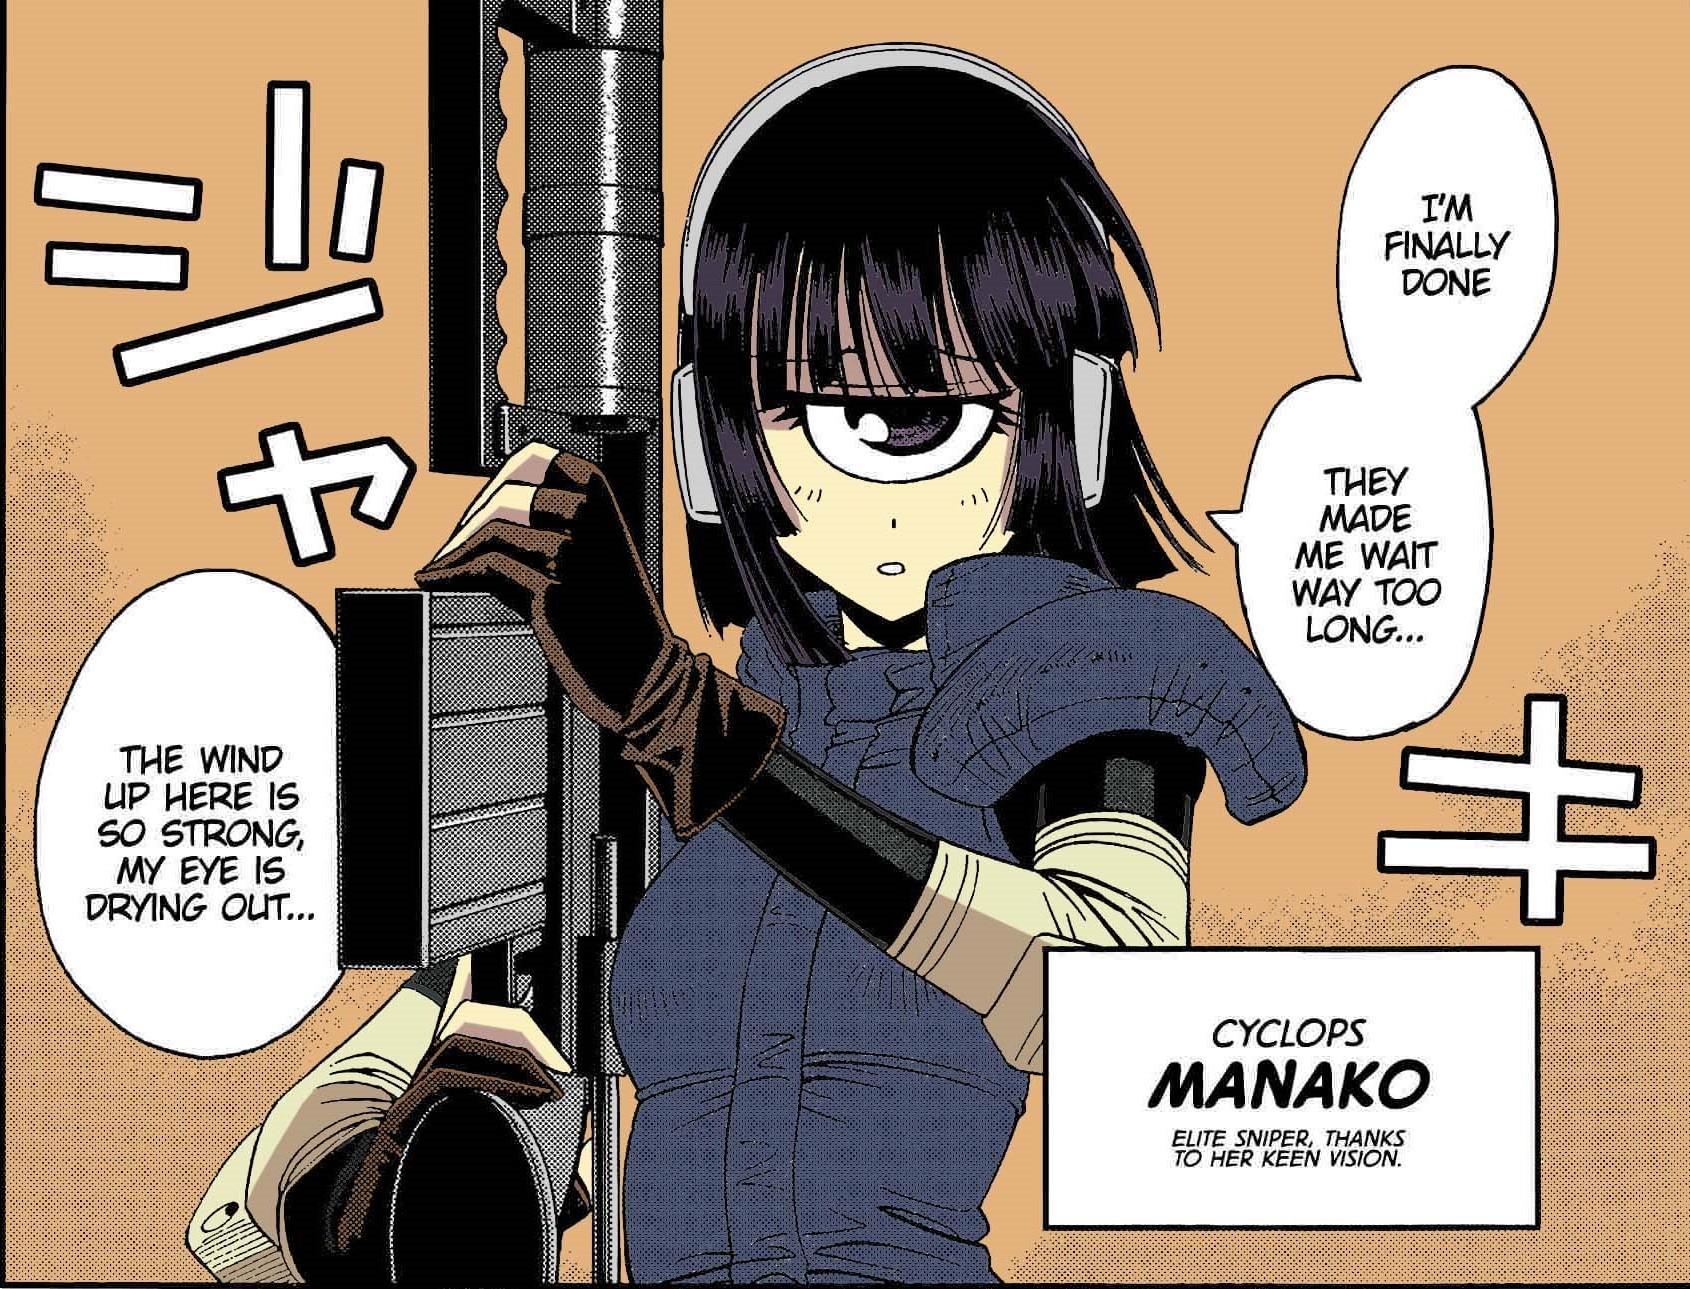 I'M
FINALLY
DONE
THEY
MADE
ME WAIT
WAY TOO
LONG...
ジャ
キ
THE WIND
UP HERE IS
SO STRONG,
MY EYE IS
DRYING OUT...
CYCLOPS
MANAKO
ELITE SNIPER, THANKS
TO HER KEEN VISION.